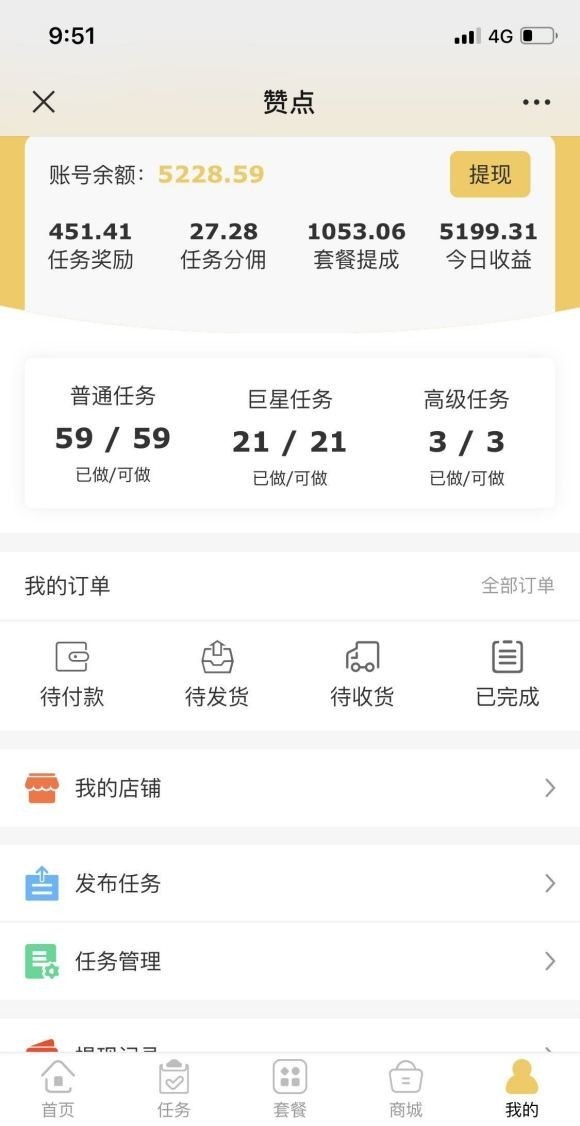 9:51 4G
赞点
账号余额：5228.59 提现
451.41 27.28 1053.06 5199.31
任务奖励 任务分佣 套餐提成 今日收益
普通任务 巨星任务 高级任务
59 / 59 21 / 21 3 / 3
已做/可做 已做/可做 已做/可做
我的订单 全部订单
待付款 待发货 待收货 已完成
我的店铺
发布任务
任务管理
提现记录
首页 任务 套餐 商城 我的